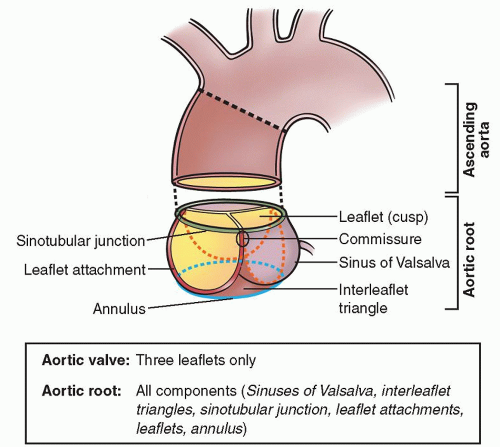 Ascending
aorta
Leaflet (cusp)
Sinotubular junction
Commissure
Leaflet attachment
Sinus of Valsalva
Annulus
Interleaflet
triangle
Aortic root
Aortic valve: Three leaflets only
Aortic root: All components (Sinuses of Valsalva, interleaflet
triangles, sinotubular junction, leaflet attachments,
leaflets, annulus)